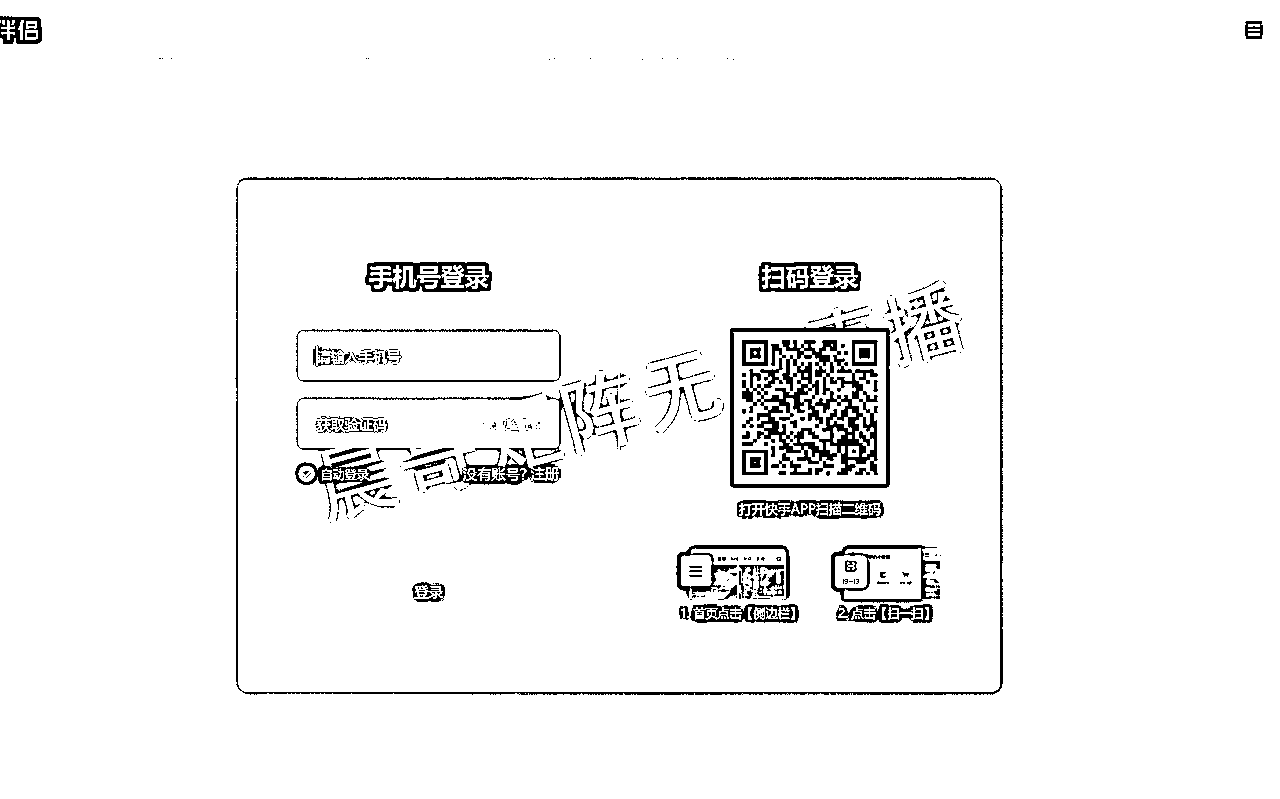 伴侣
手机号登录
请输入手机号
获取验证码
自动登录
没有账号? 注册
登录
扫码登录
打开快手APP扫描二维码
1. 首页点击【侧边栏】
2. 点击【扫一扫】
晨哥矩阵无 直播